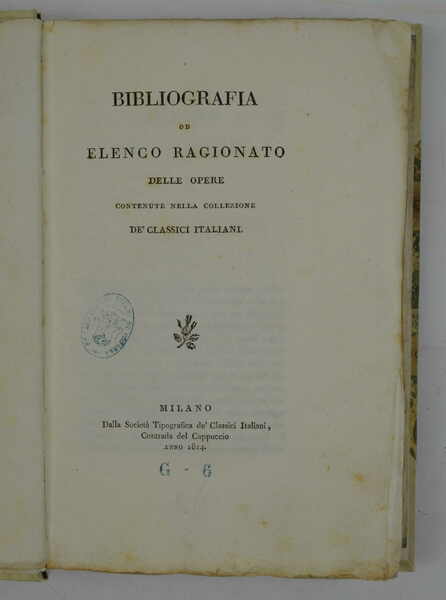 BIBLIOGRAFIA
OD
ELENCO RAGIONATO
DELLE OPERE
CONTENUTE NELLA COLLEZIONE
DE' CLASSICI ITALIANI.
MILANO
Dalla Società Tipografica de' Classici Italiani,
Contrada del Cappuccio
ANNO 1814.
G - 6